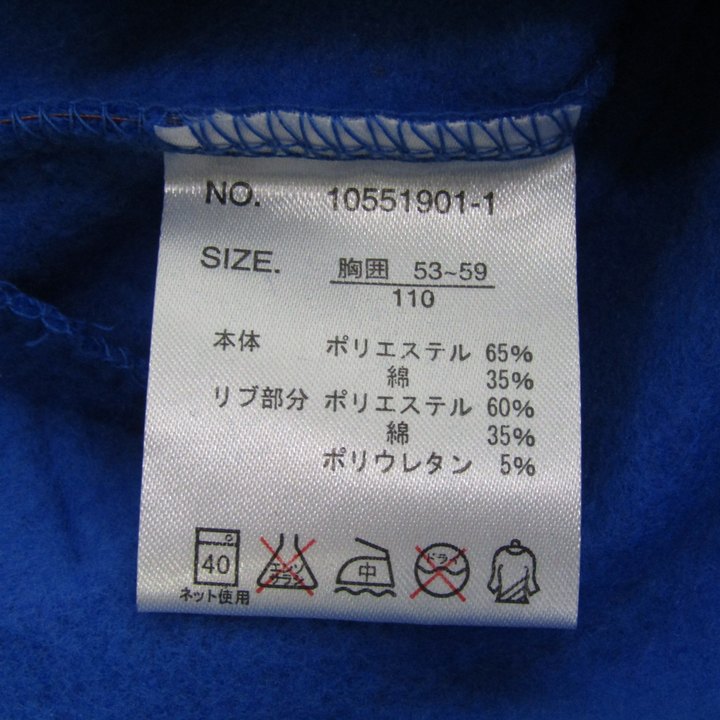 NO. 10551901-1
SIZE. 胸囲 53~59
110
本体 ポリエステル 65%
綿 35%
リブ部分 ポリエステル 60%
綿 35%
ポリウレタン 5%
40 エンソ サラシ 中 ドライ
ネット使用